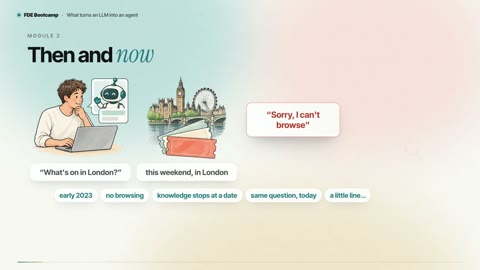 FDE Bootcamp · What turns an LLM into an agent
MODULE 2
Then and now
“Sorry, I can't
browse”
“What's on in London?”
this weekend, in London
early 2023
no browsing
knowledge stops at a date
same question, today
a little line...